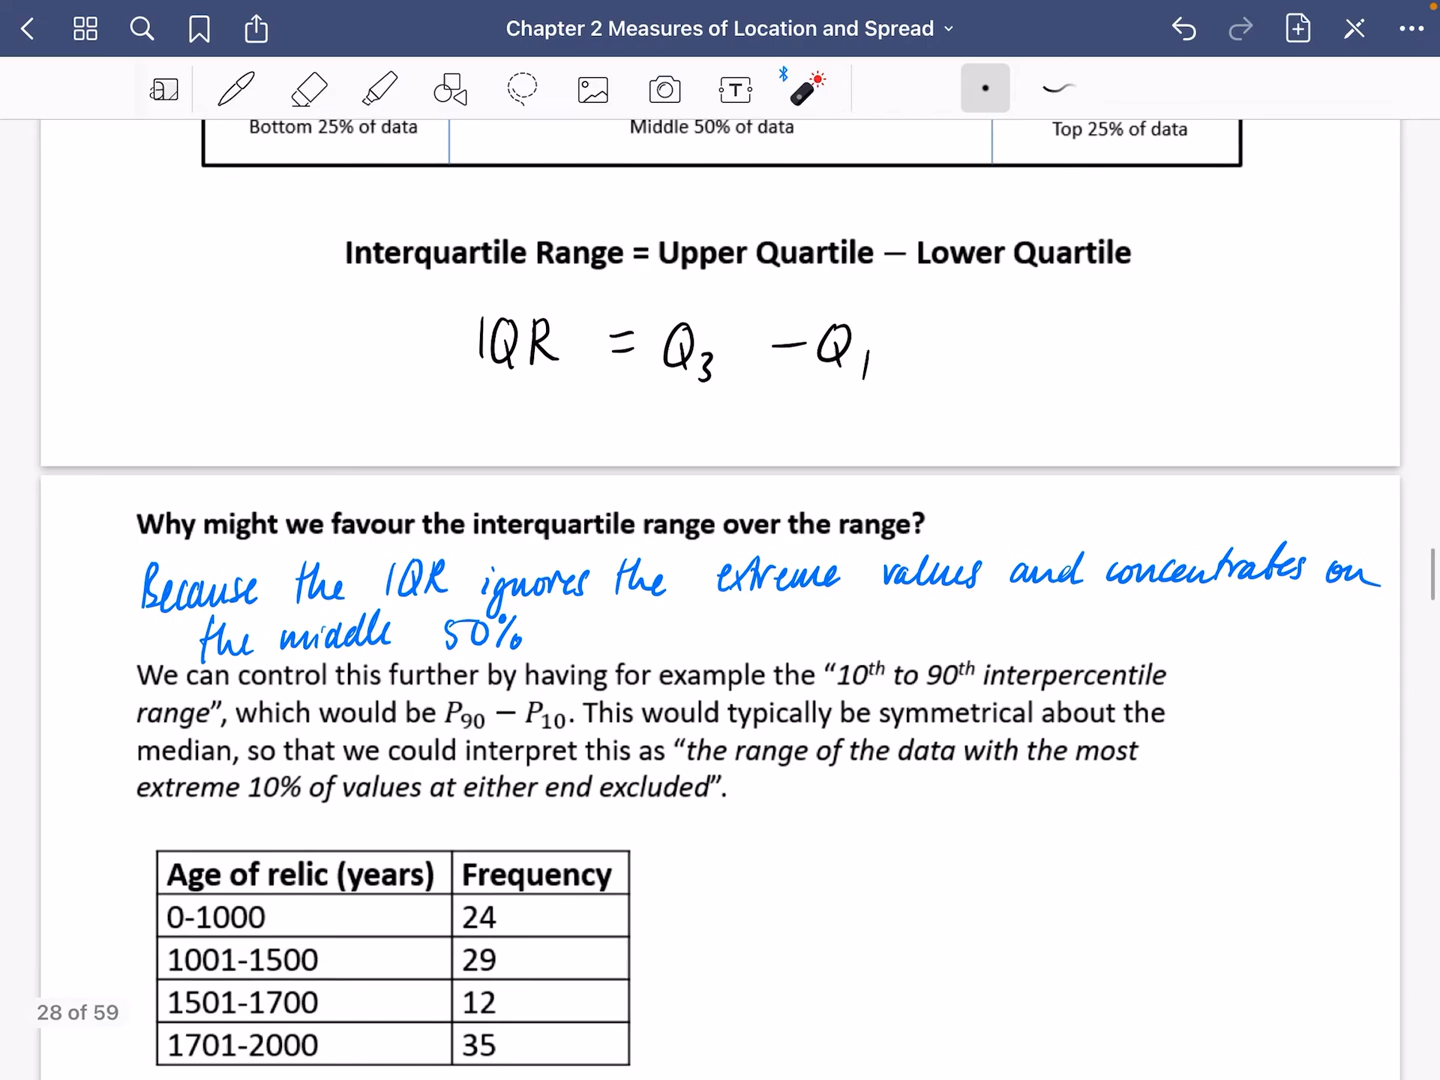 Chapter 2 Measures of Location and Spread
Bottom 25% of data
Middle 50% of data
Top 25% of data
Interquartile Range = Upper Quartile − Lower Quartile
IQR = Q₃ − Q₁
Why might we favour the interquartile range over the range?
Because the IQR ignores the extreme values and concentrates on
the middle 50%
We can control this further by having for example the “10th to 90th interpercentile
range”, which would be P₉₀ − P₁₀. This would typically be symmetrical about the
median, so that we could interpret this as “the range of the data with the most
extreme 10% of values at either end excluded”.
Age of relic (years) Frequency
0-1000 24
1001-1500 29
1501-1700 12
1701-2000 35
28 of 59